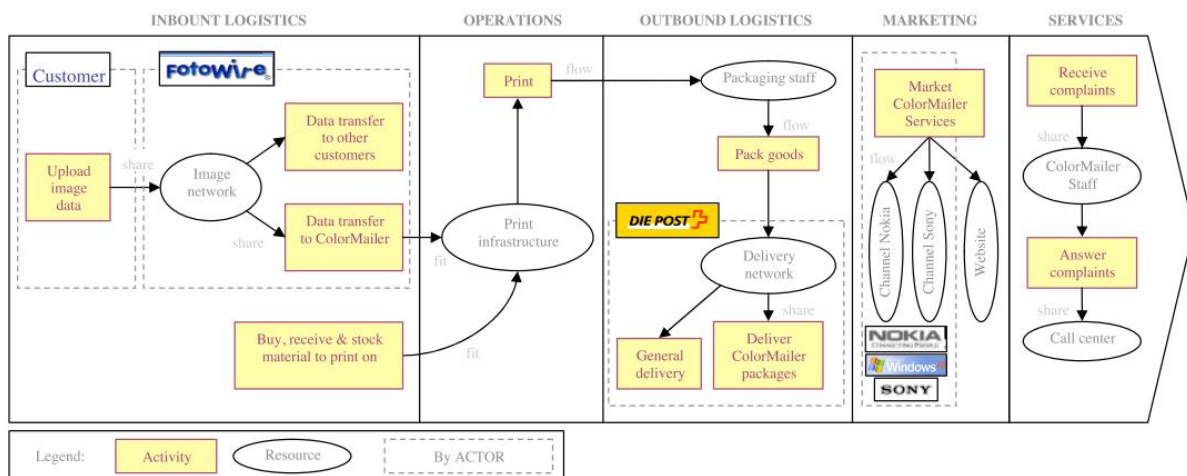 INBOUNT LOGISTICS
OPERATIONS
OUTBOUND LOGISTICS
MARKETING
SERVICES
Customer
FOTOWIRE
Upload
image
data
share
Image
network
share
Data transfer
to other
customers
Data transfer
to ColorMailer
fit
Buy, receive & stock
material to print on
fit
Print
flow
Print
infrastructure
Packaging staff
flow
Pack goods
DIE POST
Delivery
network
share
General
delivery
Deliver
ColorMailer
packages
Market
ColorMailer
Services
flow
Channel Nokia
Channel Sony
Website
NOKIA
CONNECTING PEOPLE
Windows
SONY
Receive
complaints
share
ColorMailer
Staff
Answer
complaints
share
Call center
Legend:
Activity
Resource
By ACTOR